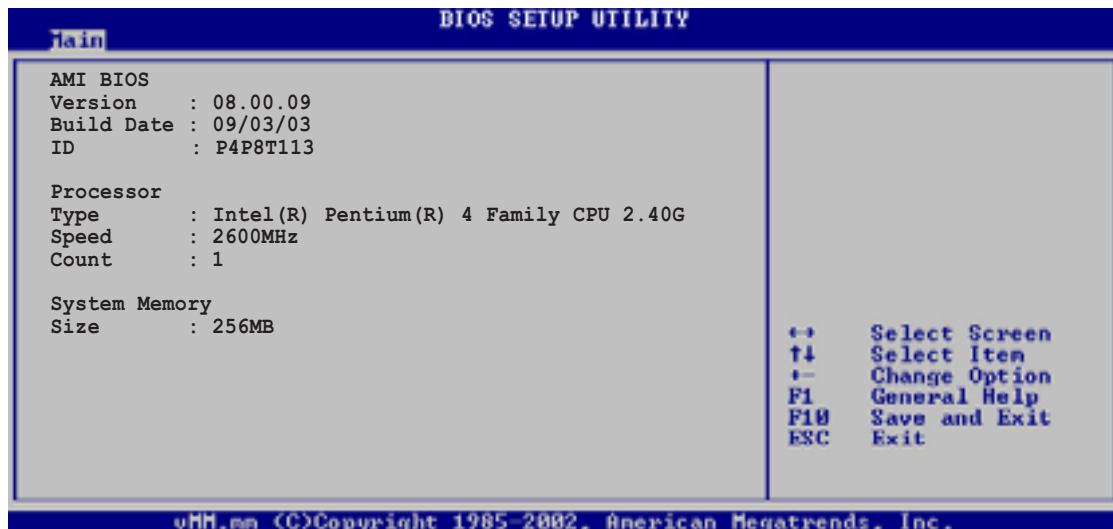 BIOS SETUP UTILITY
Main
AMI BIOS
Version : 08.00.09
Build Date : 09/03/03
ID : P4P8T113
Processor
Type : Intel(R) Pentium(R) 4 Family CPU 2.40G
Speed : 2600MHz
Count : 1
System Memory
Size : 256MB
←→ Select Screen
↑↓ Select Item
+- Change Option
F1 General Help
F10 Save and Exit
ESC Exit
vMM.mm (C)Copyright 1985-2002, American Megatrends, Inc.